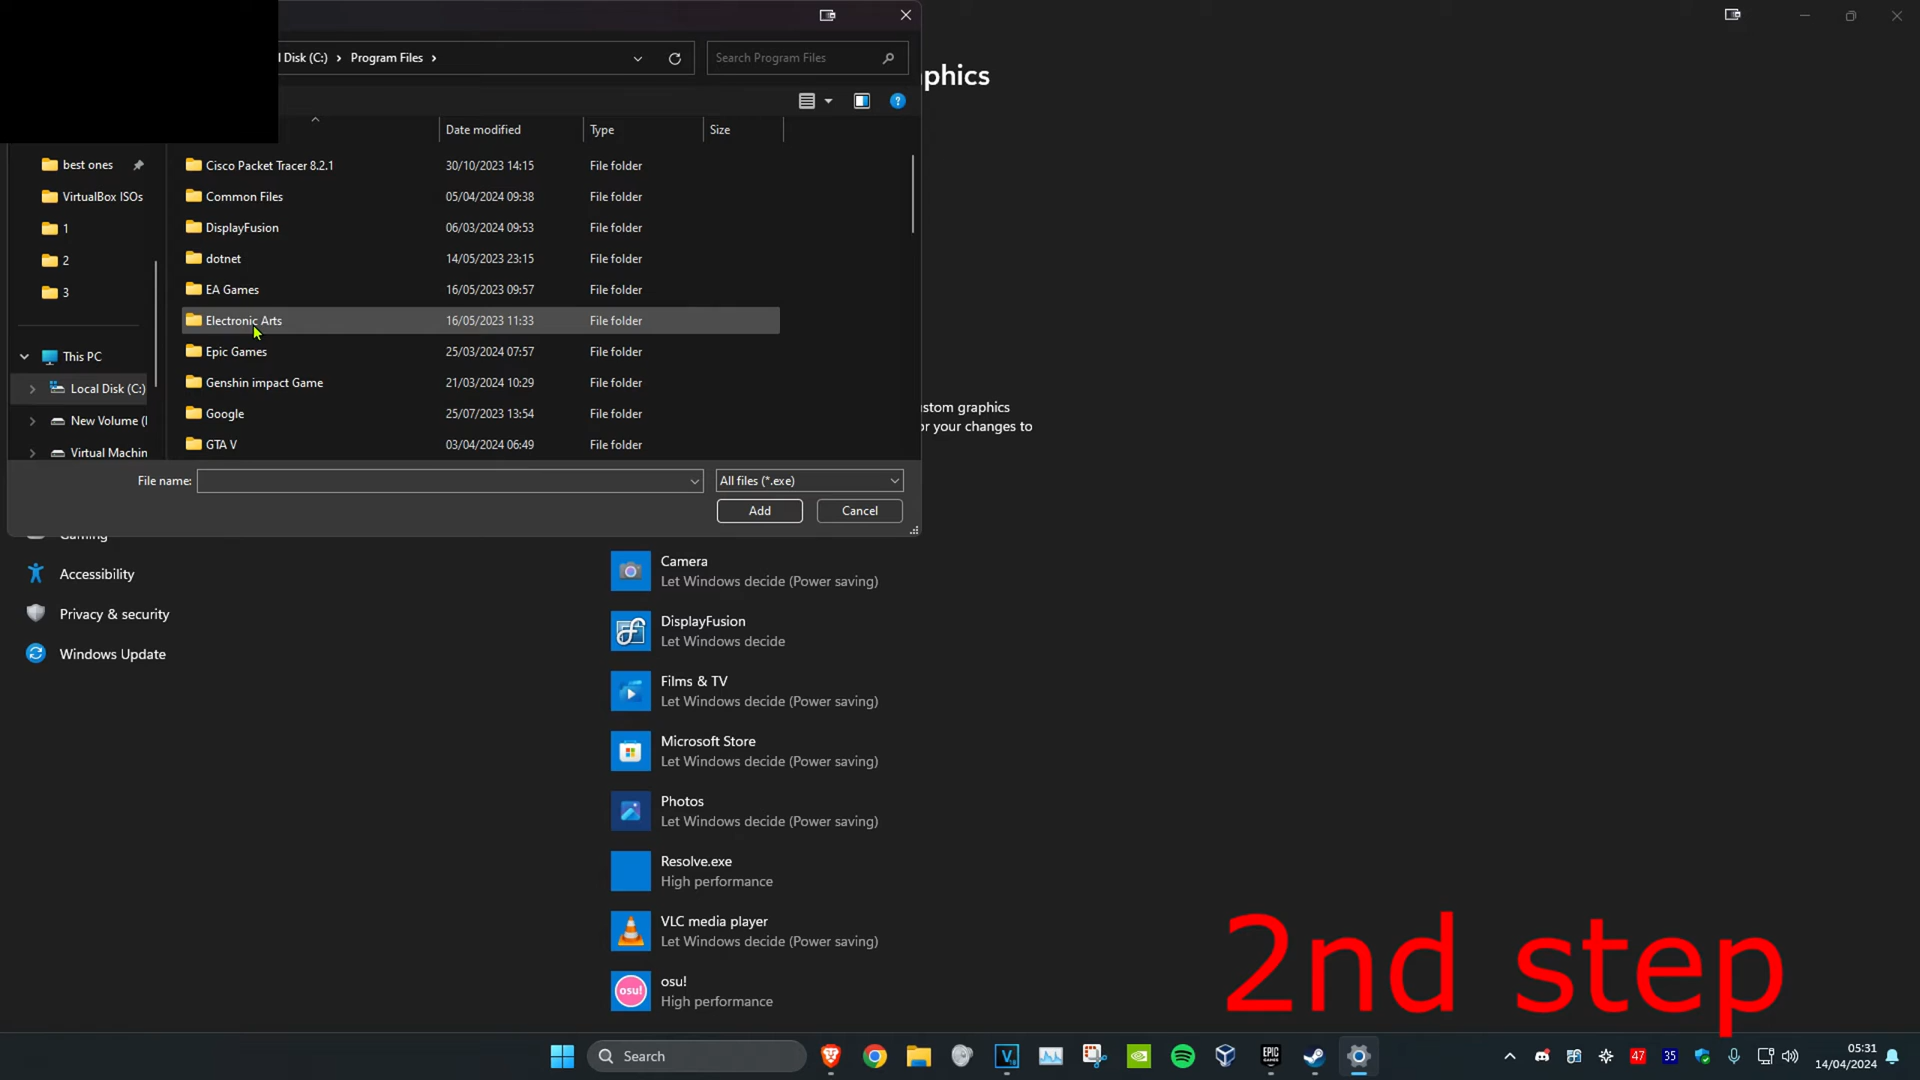 l Disk (C:) > Program Files >
Search Program Files
phics
Date modified
Type
Size
best ones
VirtualBox ISOs
1
2
3
This PC
Local Disk (C:)
New Volume (
Virtual Machin
Cisco Packet Tracer 8.2.1 30/10/2023 14:15 File folder
Common Files 05/04/2024 09:38 File folder
DisplayFusion 06/03/2024 09:53 File folder
dotnet 14/05/2023 23:15 File folder
EA Games 16/05/2023 09:57 File folder
Electronic Arts 16/05/2023 11:33 File folder
Epic Games 25/03/2024 07:57 File folder
Genshin impact Game 21/03/2024 10:29 File folder
Google 25/07/2023 13:54 File folder
GTA V 03/04/2024 06:49 File folder
File name:
All files (*.exe)
Add
Cancel
stom graphics
or your changes to
Gaming
Accessibility
Privacy & security
Windows Update
Camera
Let Windows decide (Power saving)
DisplayFusion
Let Windows decide
Films & TV
Let Windows decide (Power saving)
Microsoft Store
Let Windows decide (Power saving)
Photos
Let Windows decide (Power saving)
Resolve.exe
High performance
VLC media player
Let Windows decide (Power saving)
osu!
osu!
High performance
2nd step
Search
EPIC
GAMES
47
35
05:31
14/04/2024